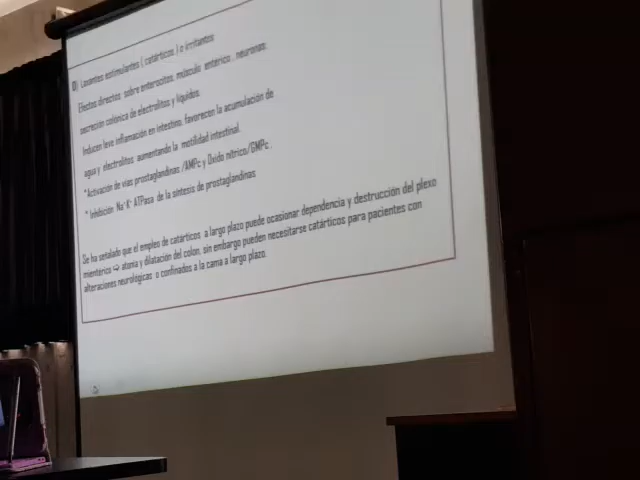 D) Laxantes estimulantes ( catárticos ) o irritantes
Efectos directos sobre enterocitos, músculo entérico , neuronas:
secreción colónica de electrolitos y líquidos.
Inducen leve inflamación en intestino, favorecen la acumulación de
agua y electrolitos aumentando la motilidad intestinal.
*Activación de vías prostaglandinas /AMPc y Oxido nítrico/GMPc .
* Inhibición Na⁺K⁺ ATPasa de la síntesis de prostaglandinas
Se ha señalado que el empleo de catárticos a largo plazo puede ocasionar dependencia y destrucción del plexo
mientérico ⇨ atonía y dilatación del colon, sin embargo pueden necesitarse catárticos para pacientes con
alteraciones neurológicas o confinados a la cama a largo plazo.